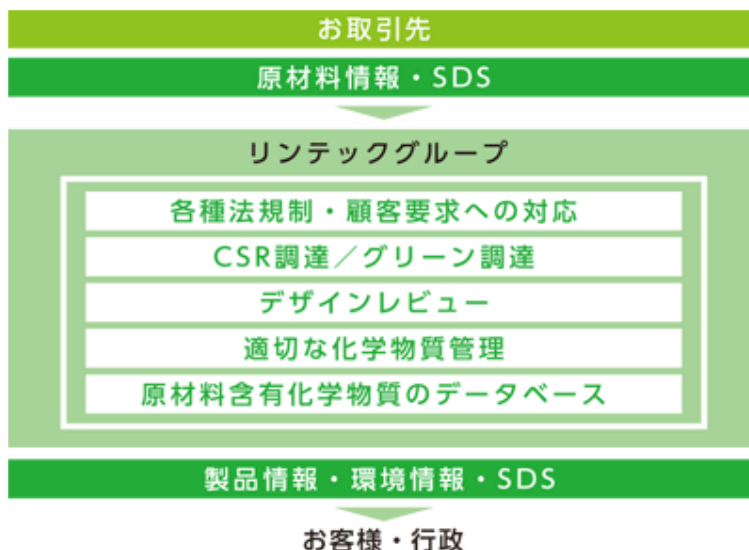 お取引先
原材料情報・SDS
リンテックグループ
各種法規制・顧客要求への対応
CSR調達／グリーン調達
デザインレビュー
適切な化学物質管理
原材料含有化学物質のデータベース
製品情報・環境情報・SDS
お客様・行政